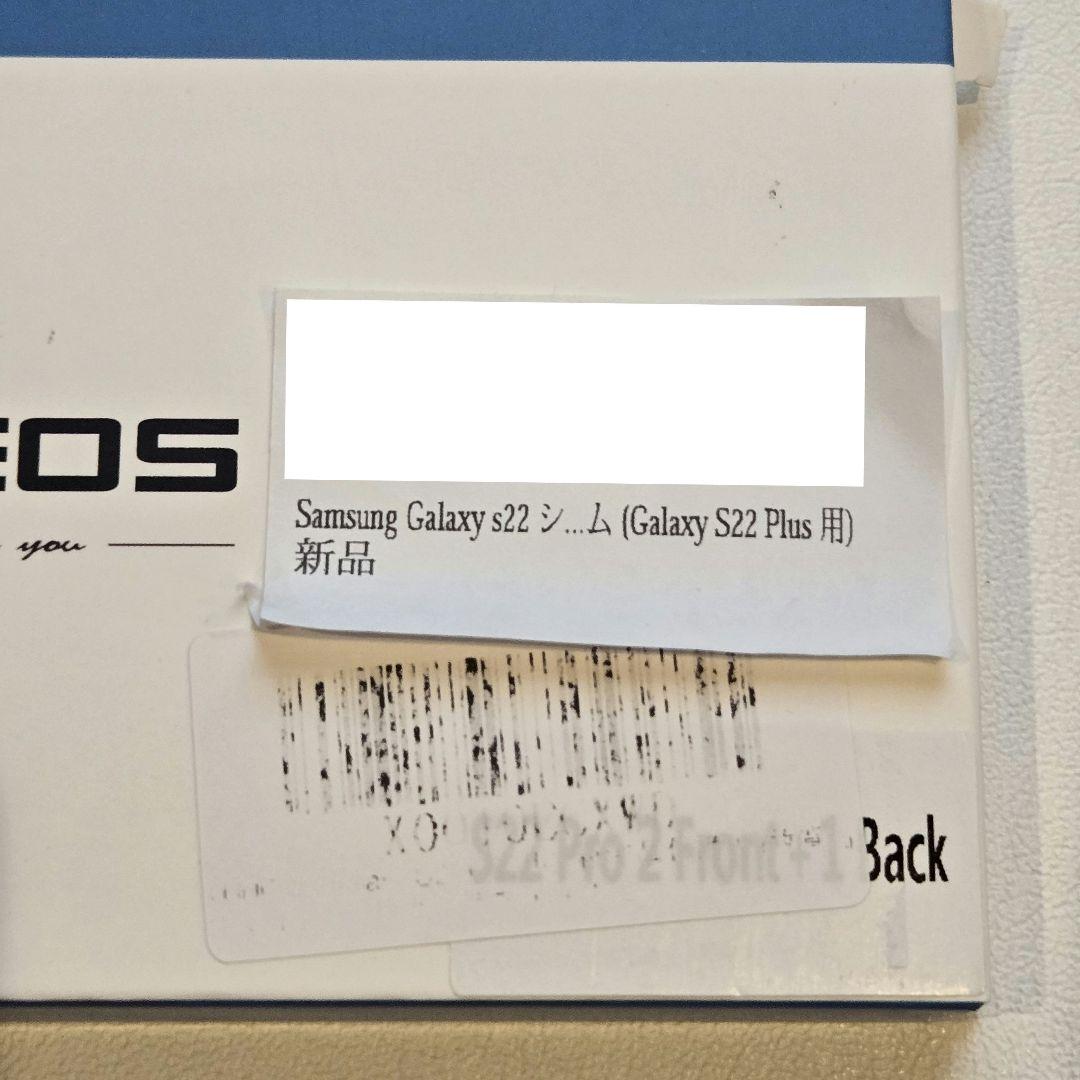 EOS
you
Samsung Galaxy s22 シ...ム (Galaxy S22 Plus 用)
新品
S22 Pro 2 Front + 1 Back